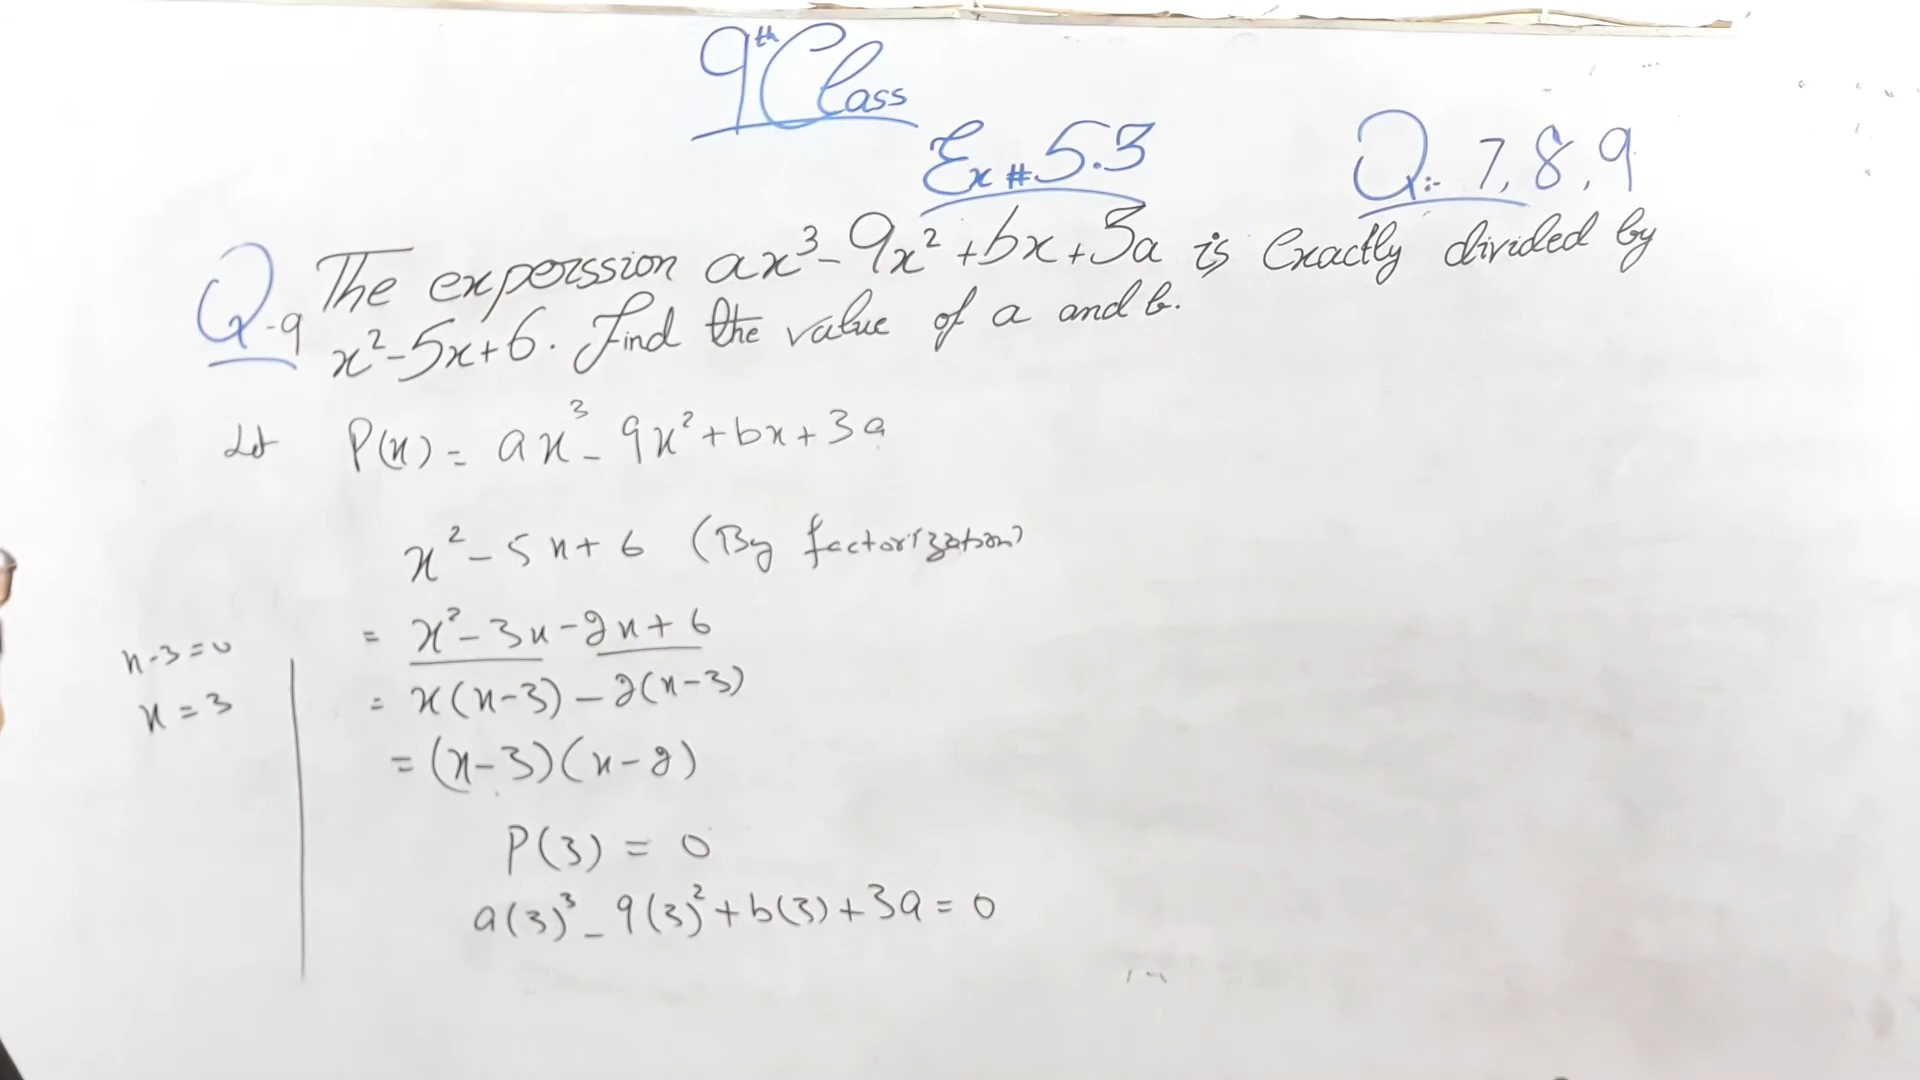 9th Class
Ex # 5.3
Q:- 7, 8, 9
Q-9 The experssion ax³ - 9x² + bx + 3a is Exactly divided by
x² - 5x + 6. Find the value of a and b.
Let P(x) = ax³ - 9x² + bx + 3a
x² - 5x + 6 (By factorization)
= x² - 3x - 2x + 6
= x(x-3) - 2(x-3)
= (x-3)(x-2)
x-3=0
x = 3
P(3) = 0
a(3)³ - 9(3)² + b(3) + 3a = 0